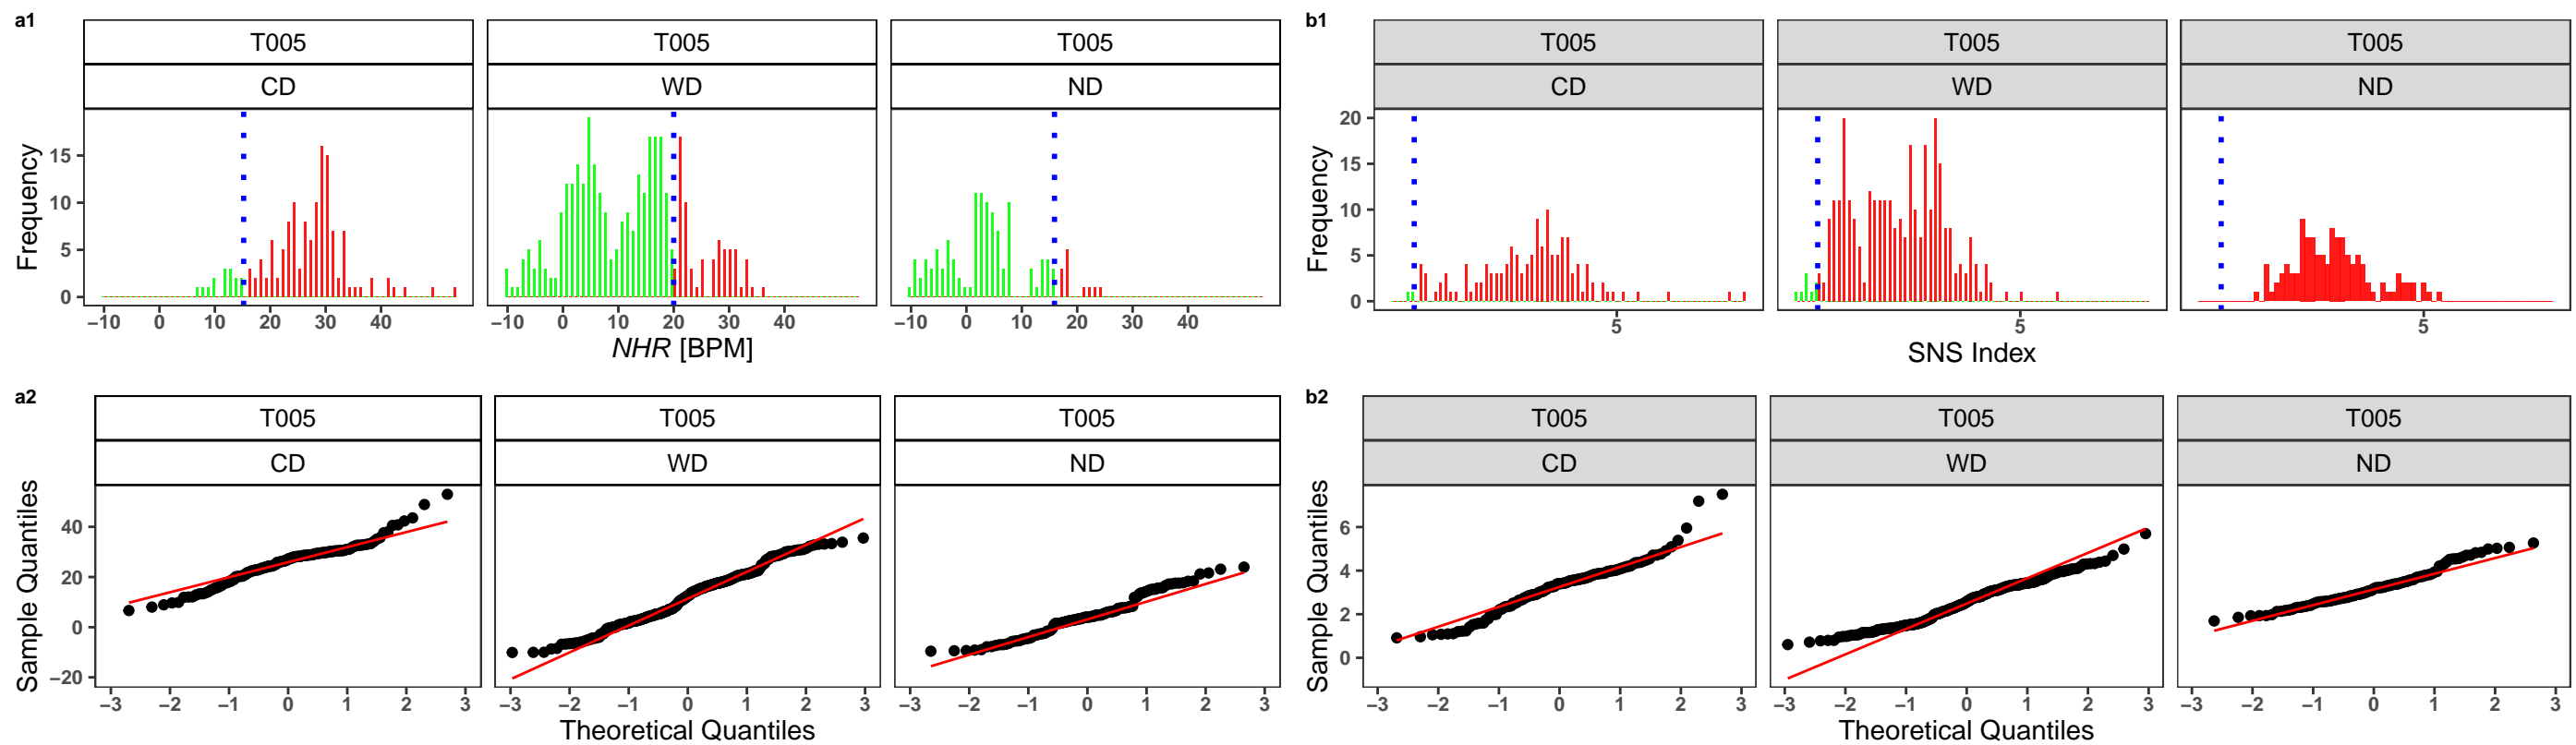 a1
T005 T005 T005
CD WD ND
Frequency
15
10
5
0
−10 0 10 20 30 40 −10 0 10 20 30 40 −10 0 10 20 30 40
NHR [BPM]
b1
T005 T005 T005
CD WD ND
Frequency
20
15
10
5
0
5 5 5
SNS Index
a2
T005 T005 T005
CD WD ND
Sample Quantiles
40
20
0
−20
−3 −2 −1 0 1 2 3 −3 −2 −1 0 1 2 3 −3 −2 −1 0 1 2 3
Theoretical Quantiles
b2
T005 T005 T005
CD WD ND
Sample Quantiles
6
4
2
0
−3 −2 −1 0 1 2 3 −3 −2 −1 0 1 2 3 −3 −2 −1 0 1 2 3
Theoretical Quantiles